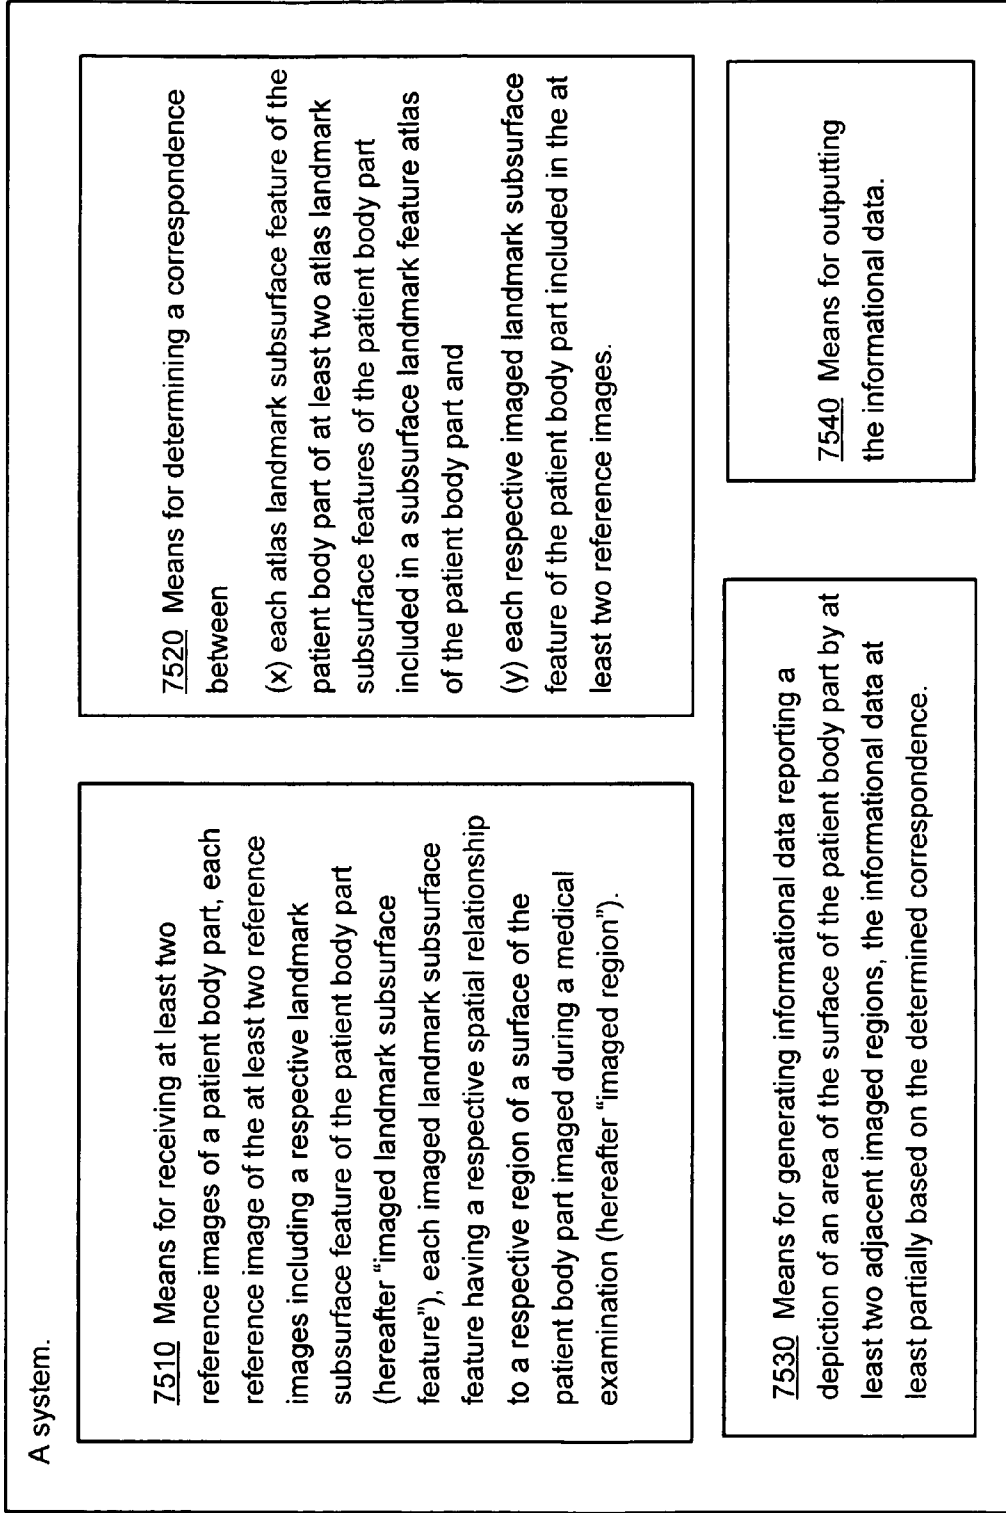 A system.
7510 Means for receiving at least two
reference images of a patient body part, each
reference image of the at least two reference
images including a respective landmark
subsurface feature of the patient body part
(hereafter “imaged landmark subsurface
feature”), each imaged landmark subsurface
feature having a respective spatial relationship
to a respective region of a surface of the
patient body part imaged during a medical
examination (hereafter “imaged region”).
7520 Means for determining a correspondence
between
(x) each atlas landmark subsurface feature of the
patient body part of at least two atlas landmark
subsurface features of the patient body part
included in a subsurface landmark feature atlas
of the patient body part and
(y) each respective imaged landmark subsurface
feature of the patient body part included in the at
least two reference images.
7530 Means for generating informational data reporting a
depiction of an area of the surface of the patient body part by at
least two adjacent imaged regions, the informational data at
least partially based on the determined correspondence.
7540 Means for outputting
the informational data.